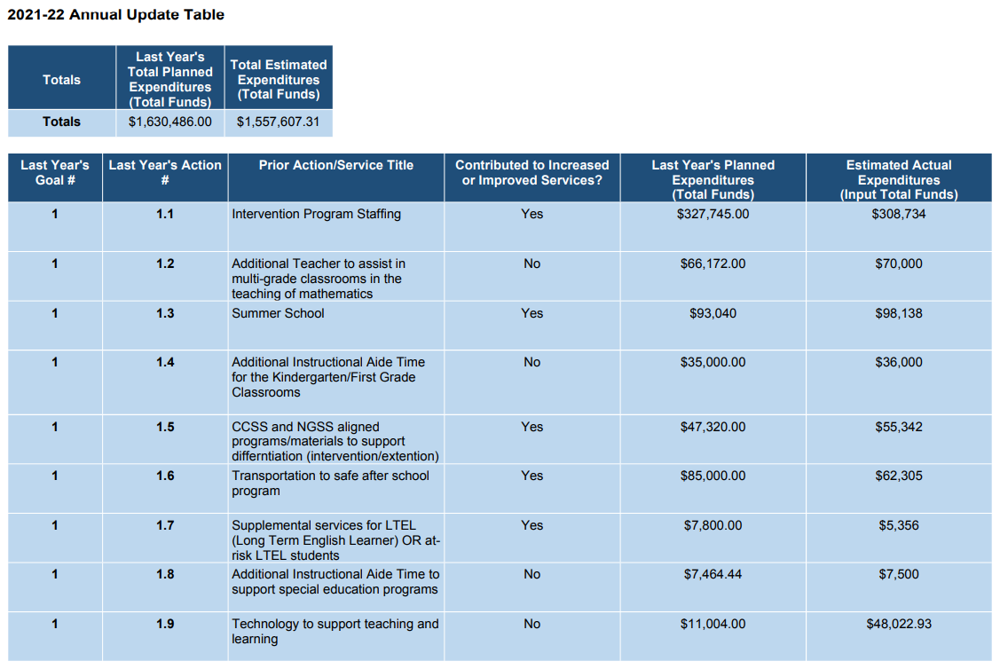 2021-22 Annual Update Table
Totals
Last Year's
Total Planned
Expenditures
(Total Funds)
Total Estimated
Expenditures
(Total Funds)
Totals
$1,630,486.00
$1,557,607.31
Last Year's
Goal #
Last Year's Action
#
Prior Action/Service Title
Contributed to Increased
or Improved Services?
Last Year's Planned
Expenditures
(Total Funds)
Estimated Actual
Expenditures
(Input Total Funds)
1
1.1
Intervention Program Staffing
Yes
$327,745.00
$308,734
1
1.2
Additional Teacher to assist in
multi-grade classrooms in the
teaching of mathematics
No
$66,172.00
$70,000
1
1.3
Summer School
Yes
$93,040
$98,138
1
1.4
Additional Instructional Aide Time
for the Kindergarten/First Grade
Classrooms
No
$35,000.00
$36,000
1
1.5
CCSS and NGSS aligned
programs/materials to support
differntiation (intervention/extention)
Yes
$47,320.00
$55,342
1
1.6
Transportation to safe after school
program
Yes
$85,000.00
$62,305
1
1.7
Supplemental services for LTEL
(Long Term English Learner) OR at-
risk LTEL students
Yes
$7,800.00
$5,356
1
1.8
Additional Instructional Aide Time to
support special education programs
No
$7,464.44
$7,500
1
1.9
Technology to support teaching and
learning
No
$11,004.00
$48,022.93